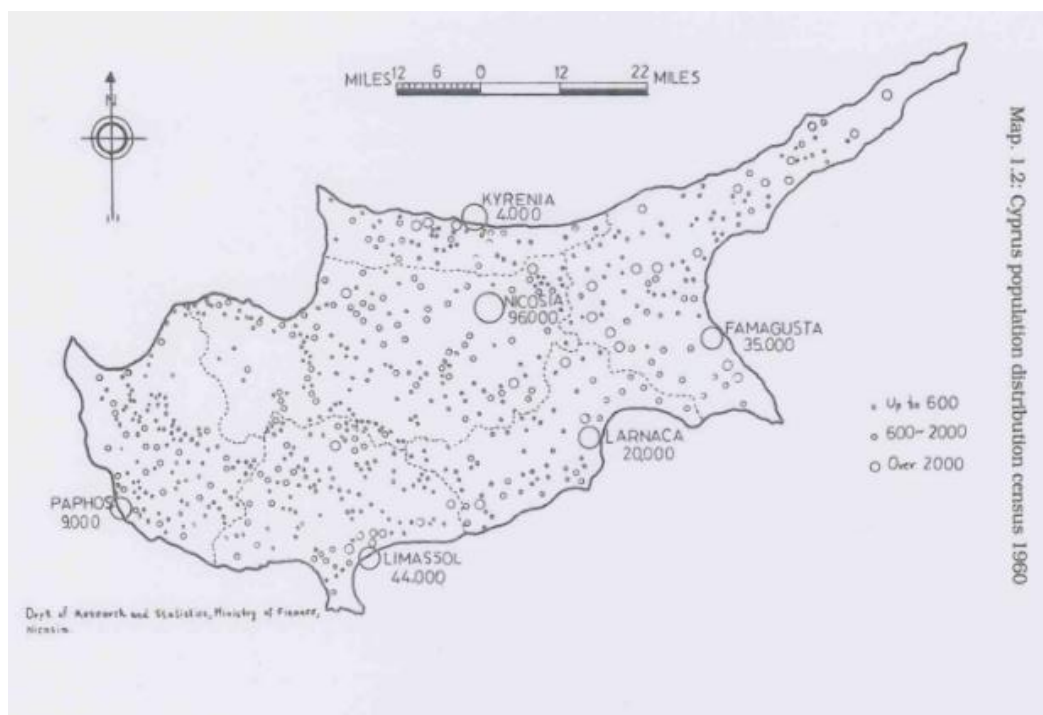 MILES 12 6 0 12 22 MILES
N
KYRENIA
4.000
NICOSIA
96000
FAMAGUSTA
35.000
LARNACA
20,000
PAPHOS
9.000
LIMASSOL
44.000
• Up to 600
○ 600-2000
○ Over 2000
Map. 1.2: Cyprus population distribution census 1960
Dept of Research and Statistics, Ministry of Finance,
Nicosia.